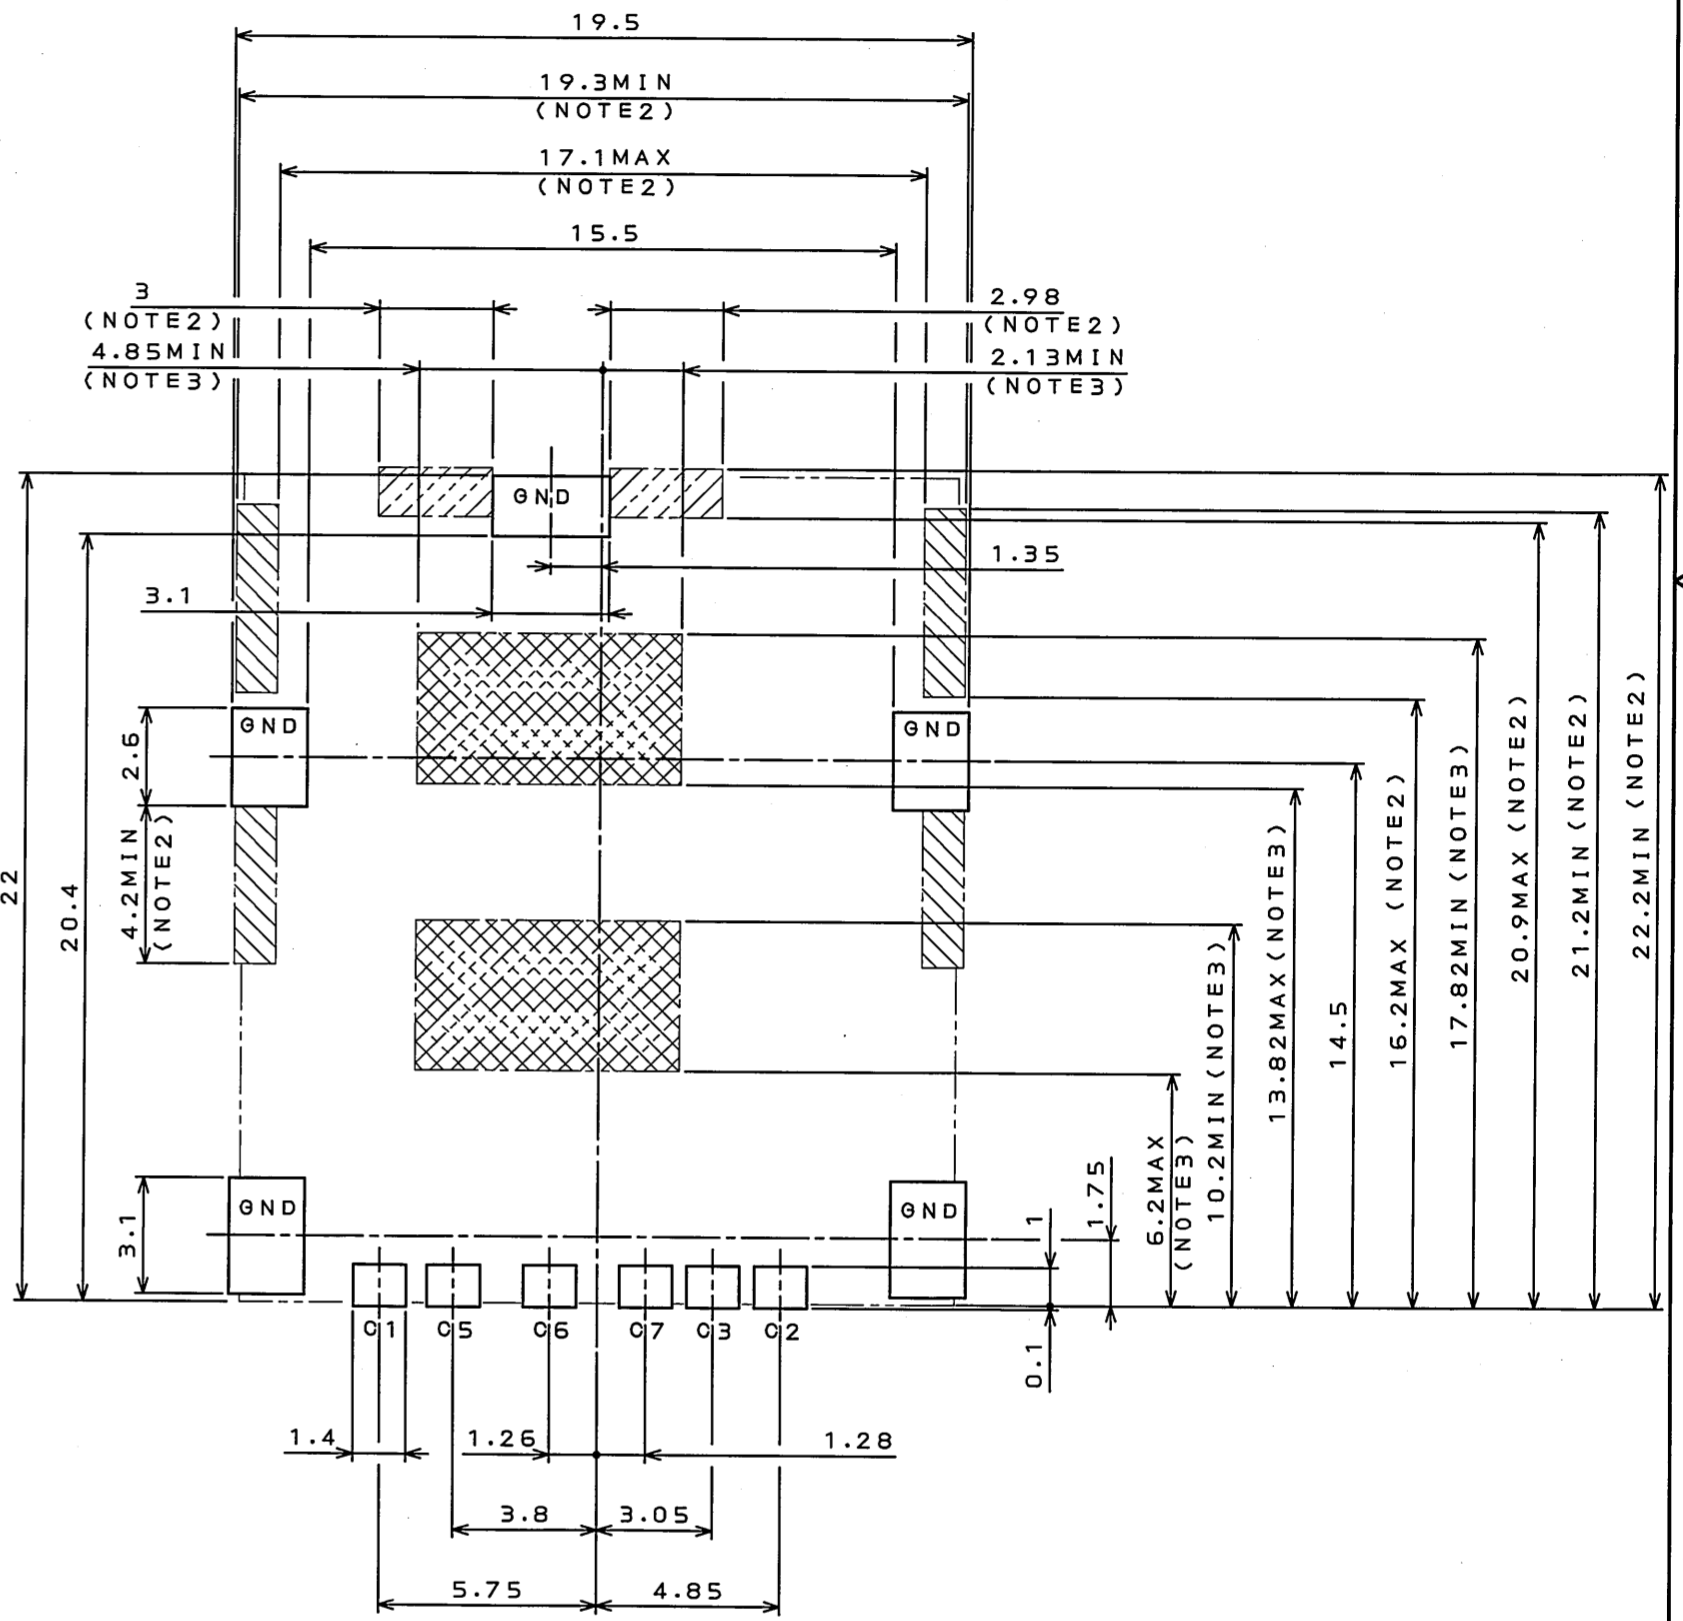 19.5
19.3MIN
(NOTE2)
17.1MAX
(NOTE2)
15.5
3
(NOTE2)
2.98
(NOTE2)
4.85MIN
(NOTE3)
2.13MIN
(NOTE3)
GND
1.35
3.1
GND
GND
2.6
4.2MIN
(NOTE2)
22
20.4
22.2MIN (NOTE2)
21.2MIN (NOTE2)
20.9MAX (NOTE2)
17.82MIN (NOTE3)
16.2MAX (NOTE2)
14.5
13.82MAX (NOTE3)
10.2MIN (NOTE3)
6.2MAX
(NOTE3)
1.75
1
0.1
3.1
GND
GND
C1 C5 C6 C7 C3 C2
1.4
1.26
1.28
3.8
3.05
5.75
4.85